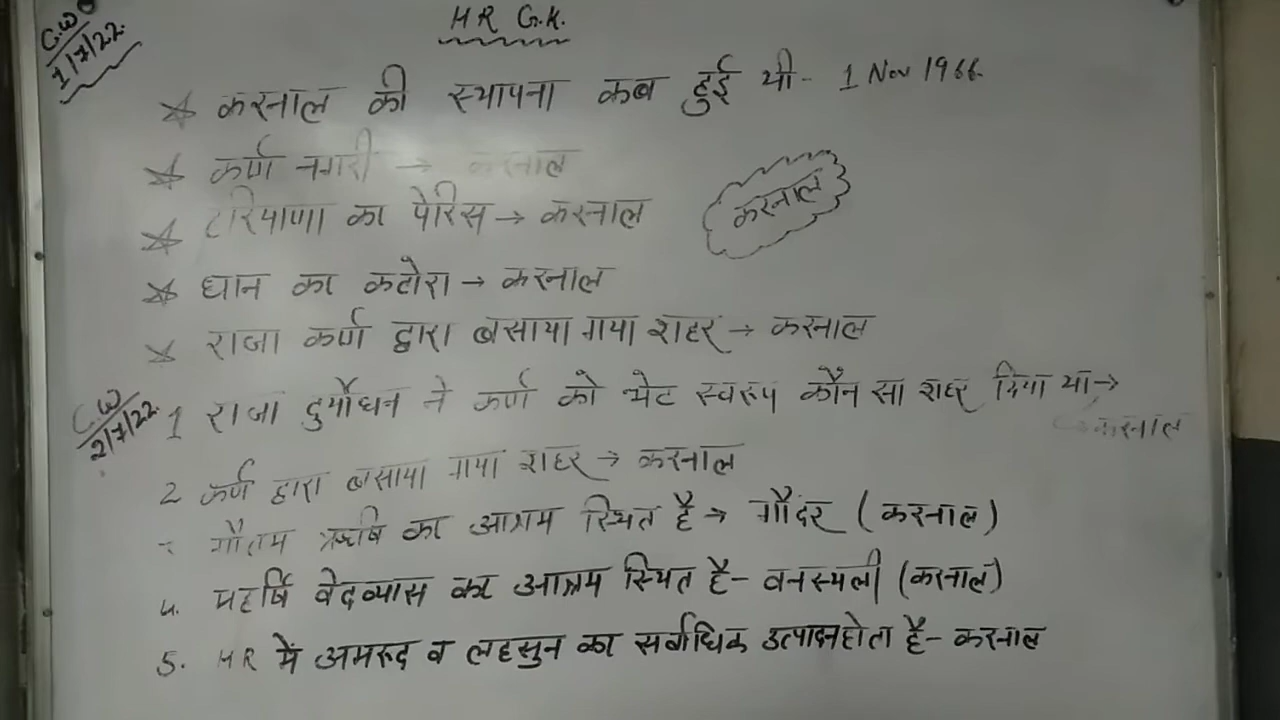 C.W
1/7/22.
HR G.K.
* करनाल की स्थापना कब हुई थी - 1 Nov 1966.
* कर्ण नगरी → करनाल
* हरियाणा का पेरिस → करनाल
करनाल
* धान का कटोरा → करनाल
* राजा कर्ण द्वारा बसाया गया शहर → करनाल
C.W
2/7/22.
1 राजा दुर्योधन ने कर्ण को भेट स्वरूप कौन सा शहर दिया था →
करनाल
2 कर्ण द्वारा बसाया गया शहर → करनाल
गौतम ऋषि का आश्रम स्थित है → गौंदर (करनाल)
4. महर्षि वेदव्यास का आश्रम स्थित है - वनस्थली (करनाल)
5. HR में अमरूद व लहसुन का सर्वाधिक उत्पादन होता है - करनाल